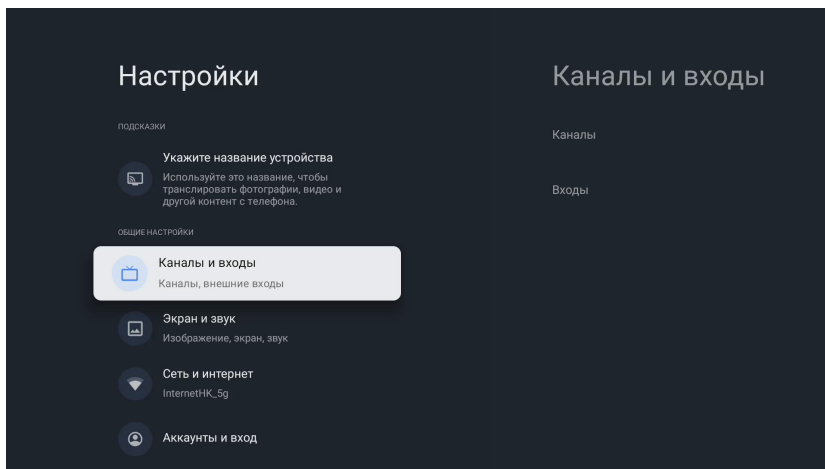 Настройки
ПОДСКАЗКИ
Укажите название устройства
Используйте это название, чтобы
транслировать фотографии, видео и
другой контент с телефона.
ОБЩИЕ НАСТРОЙКИ
Каналы и входы
Каналы, внешние входы
Экран и звук
Изображение, экран, звук
Сеть и интернет
InternetHK_5g
Аккаунты и вход
Каналы и входы
Каналы
Входы